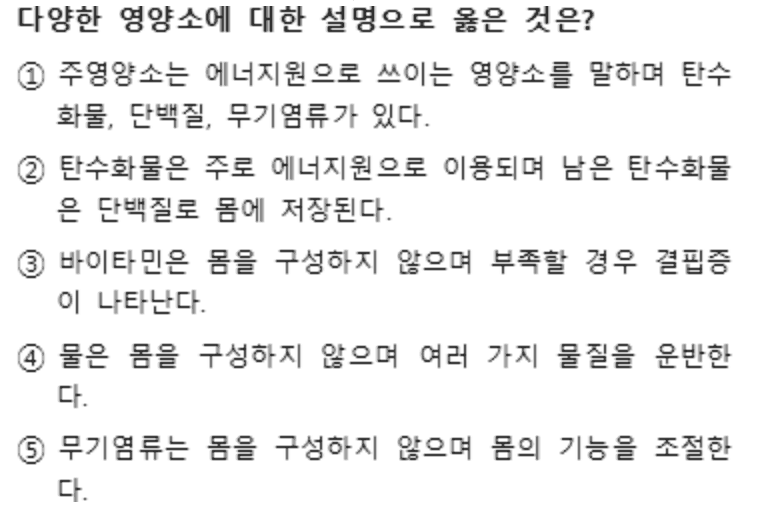 다양한 영양소에 대한 설명으로 옳은 것은?
① 주영양소는 에너지원으로 쓰이는 영양소를 말하며 탄수
화물, 단백질, 무기염류가 있다.
② 탄수화물은 주로 에너지원으로 이용되며 남은 탄수화물
은 단백질로 몸에 저장된다.
③ 바이타민은 몸을 구성하지 않으며 부족할 경우 결핍증
이 나타난다.
④ 물은 몸을 구성하지 않으며 여러 가지 물질을 운반한
다.
⑤ 무기염류는 몸을 구성하지 않으며 몸의 기능을 조절한
다.